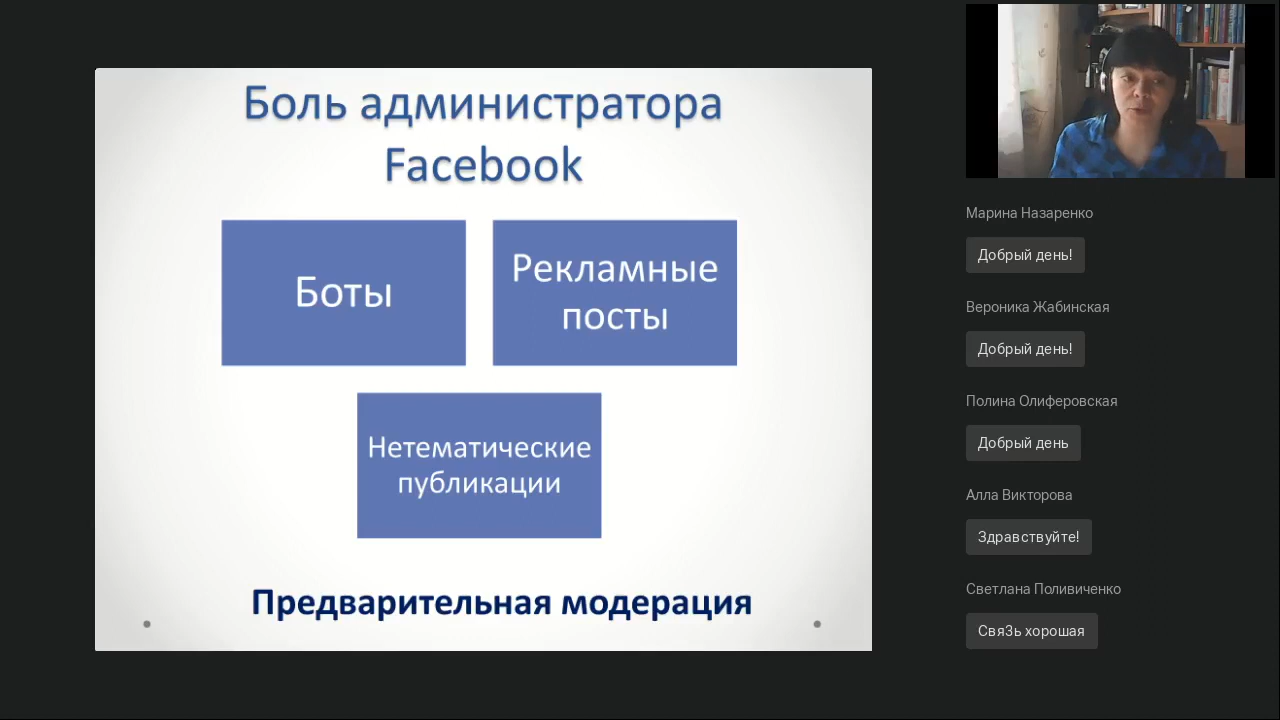 Боль администратора
Facebook
Боты
Рекламные
посты
Нетематические
публикации
Предварительная модерация
Марина Назаренко
Добрый день!
Вероника Жабинская
Добрый день!
Полина Олиферовская
Добрый день
Алла Викторова
Здравствуйте!
Светлана Поливиченко
Свя3ь хорошая